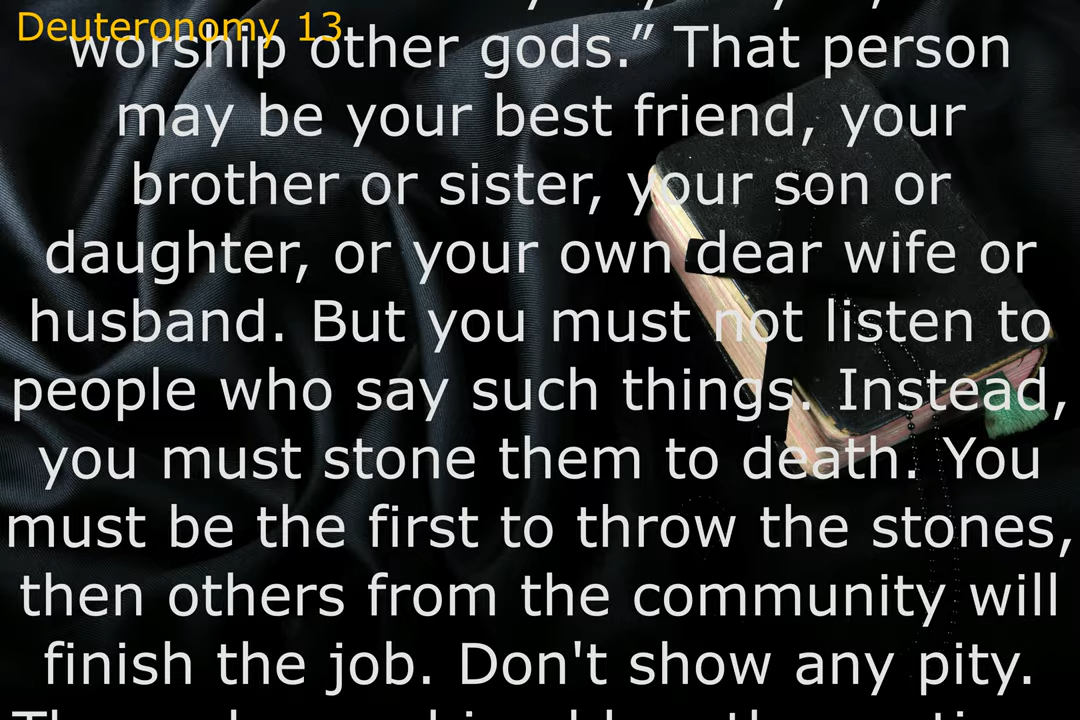 Deuteronomy 13
worship other gods.” That person
may be your best friend, your
brother or sister, your son or
daughter, or your own dear wife or
husband. But you must not listen to
people who say such things. Instead,
you must stone them to death. You
must be the first to throw the stones,
then others from the community will
finish the job. Don't show any pity.